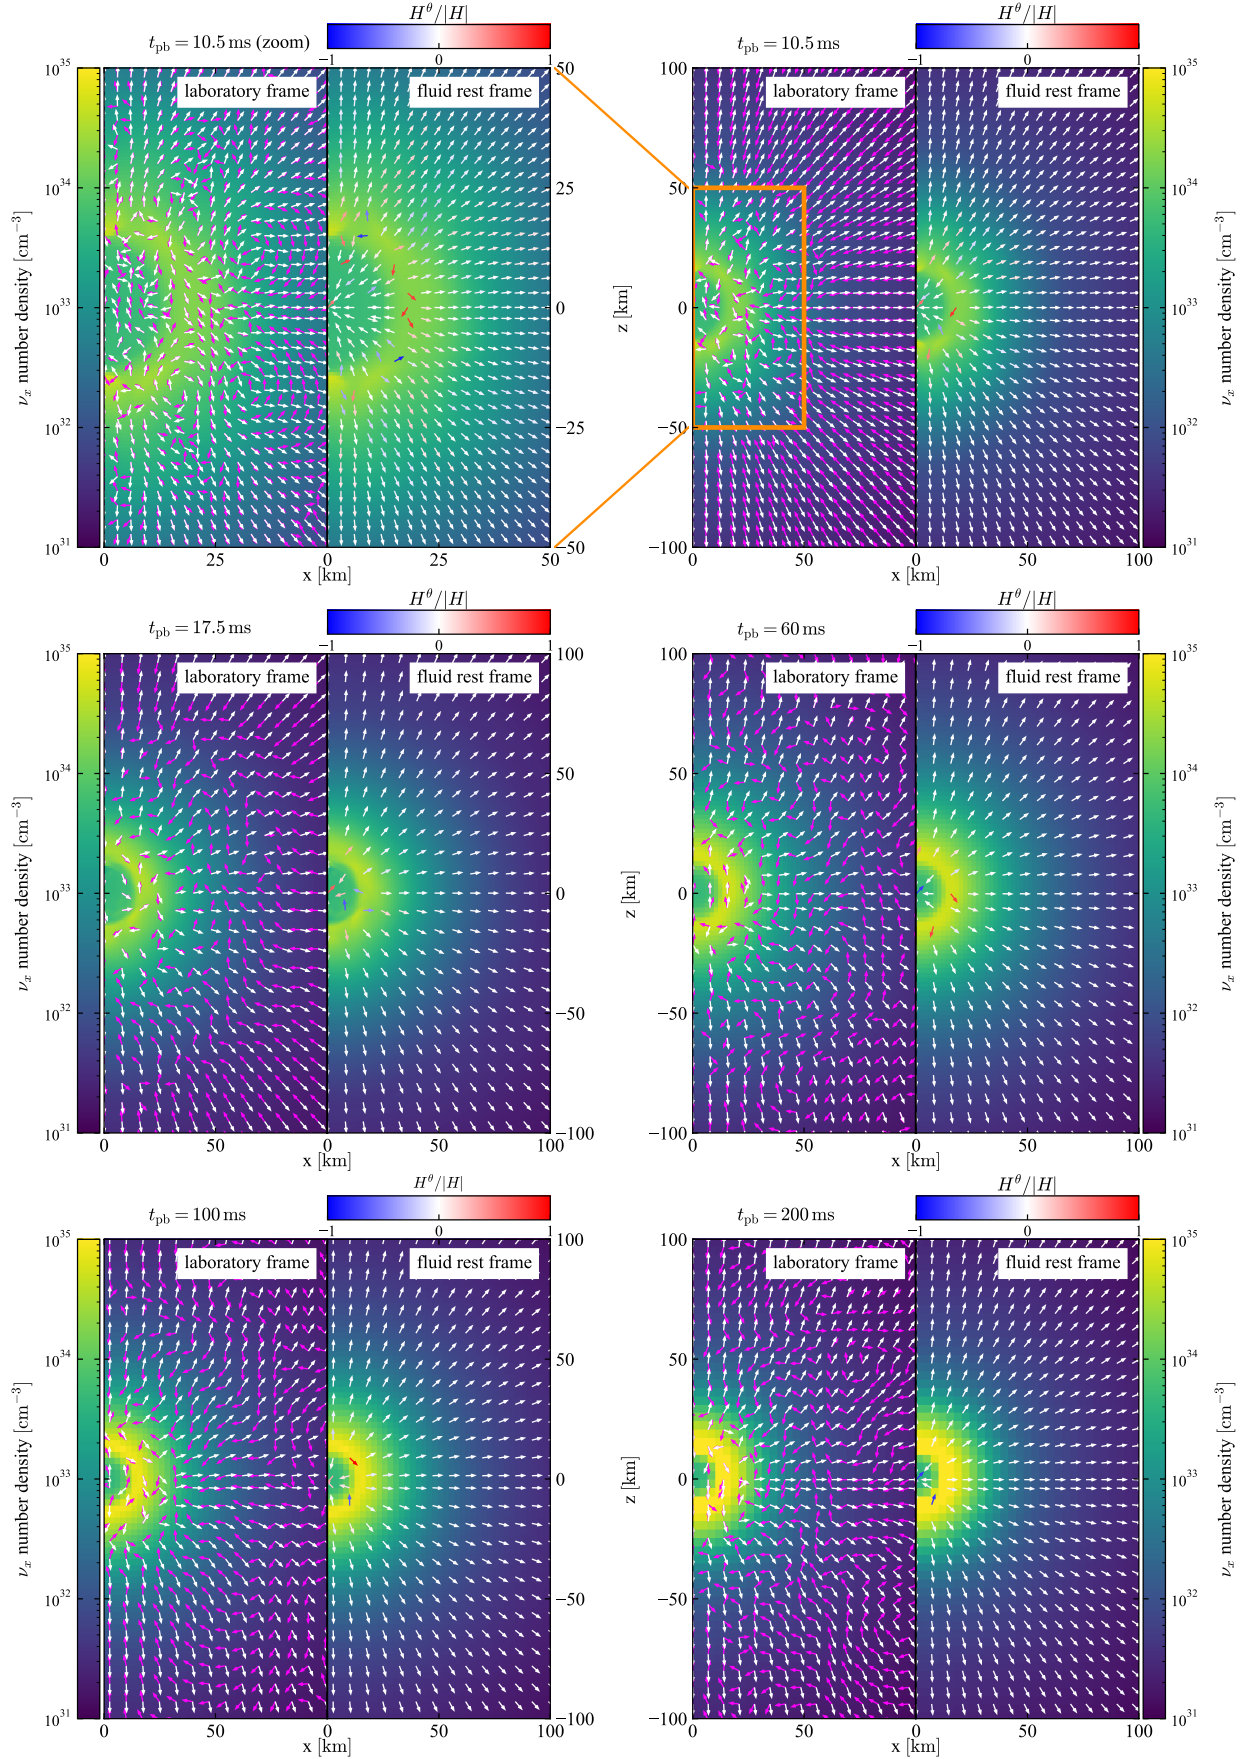 H^θ/|H|
H^θ/|H|
t_pb = 10.5 ms (zoom)
−1 0 1
t_pb = 10.5 ms
−1 0 1
10^35 laboratory frame fluid rest frame 50
100 laboratory frame fluid rest frame 10^35
10^34 25
50 10^34
ν_x number density [cm^−3]
10^33 0
z [km]
0 10^33
ν_x number density [cm^−3]
10^32 −25
−50 10^32
10^31 −50
−100 10^31
0 25 0 25 50
0 50 0 50 100
x [km]
x [km]
H^θ/|H|
H^θ/|H|
t_pb = 17.5 ms
−1 0 1
t_pb = 60 ms
−1 0 1
10^35 laboratory frame fluid rest frame 100
100 laboratory frame fluid rest frame 10^35
10^34 50
50 10^34
ν_x number density [cm^−3]
10^33 0
z [km]
0 10^33
ν_x number density [cm^−3]
10^32 −50
−50 10^32
10^31 −100
−100 10^31
0 50 0 50 100
0 50 0 50 100
x [km]
x [km]
H^θ/|H|
H^θ/|H|
t_pb = 100 ms
−1 0 1
t_pb = 200 ms
−1 0 1
10^35 laboratory frame fluid rest frame 100
100 laboratory frame fluid rest frame 10^35
10^34 50
50 10^34
ν_x number density [cm^−3]
10^33 0
z [km]
0 10^33
ν_x number density [cm^−3]
10^32 −50
−50 10^32
10^31 −100
−100 10^31
0 50 0 50 100
0 50 0 50 100
x [km]
x [km]